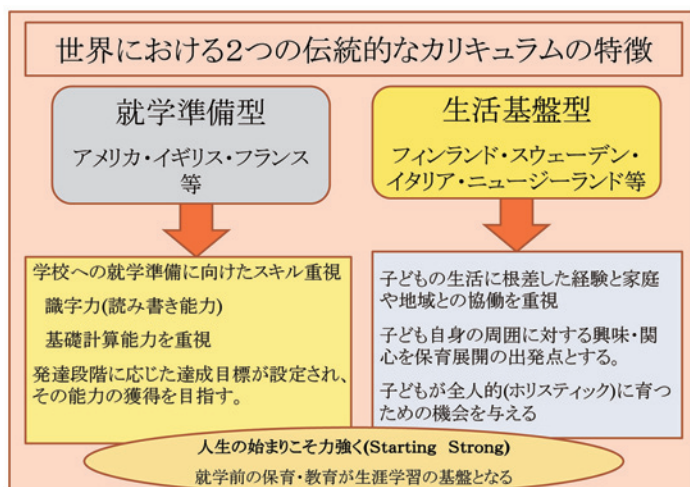 世界における2つの伝統的なカリキュラムの特徴
就学準備型
アメリカ・イギリス・フランス
等
生活基盤型
フィンランド・スウェーデン・
イタリア・ニュージーランド等
学校への就学準備に向けたスキル重視
識字力(読み書き能力)
基礎計算能力を重視
発達段階に応じた達成目標が設定され、
その能力の獲得を目指す。
子どもの生活に根差した経験と家庭
や地域との協働を重視
子ども自身の周囲に対する興味・関
心を保育展開の出発点とする。
子どもが全人的(ホリスティック)に育つ
ための機会を与える
人生の始まりこそ力強く(Starting Strong)
就学前の保育・教育が生涯学習の基盤となる